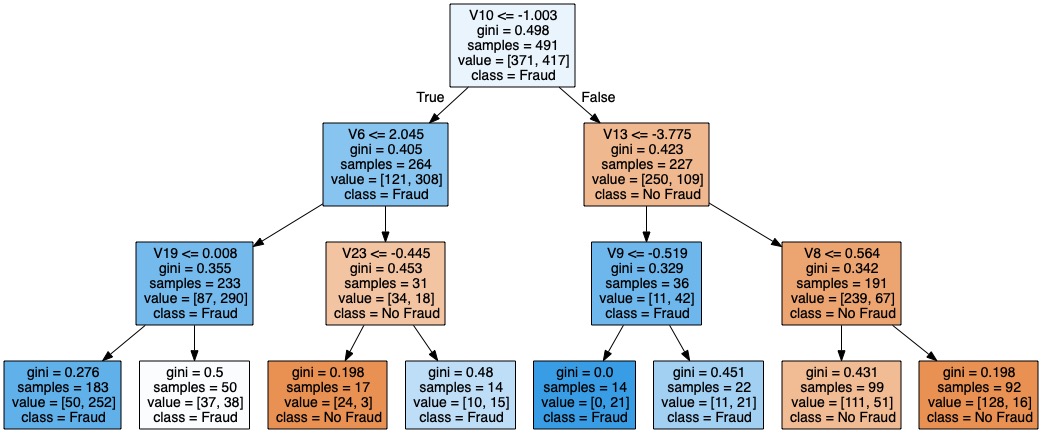 V10 <= -1.003
gini = 0.498
samples = 491
value = [371, 417]
class = Fraud
True
False
V6 <= 2.045
gini = 0.405
samples = 264
value = [121, 308]
class = Fraud
V13 <= -3.775
gini = 0.423
samples = 227
value = [250, 109]
class = No Fraud
V19 <= 0.008
gini = 0.355
samples = 233
value = [87, 290]
class = Fraud
V23 <= -0.445
gini = 0.453
samples = 31
value = [34, 18]
class = No Fraud
V9 <= -0.519
gini = 0.329
samples = 36
value = [11, 42]
class = Fraud
V8 <= 0.564
gini = 0.342
samples = 191
value = [239, 67]
class = No Fraud
gini = 0.276
samples = 183
value = [50, 252]
class = Fraud
gini = 0.5
samples = 50
value = [37, 38]
class = Fraud
gini = 0.198
samples = 17
value = [24, 3]
class = No Fraud
gini = 0.48
samples = 14
value = [10, 15]
class = Fraud
gini = 0.0
samples = 14
value = [0, 21]
class = Fraud
gini = 0.451
samples = 22
value = [11, 21]
class = Fraud
gini = 0.431
samples = 99
value = [111, 51]
class = No Fraud
gini = 0.198
samples = 92
value = [128, 16]
class = No Fraud